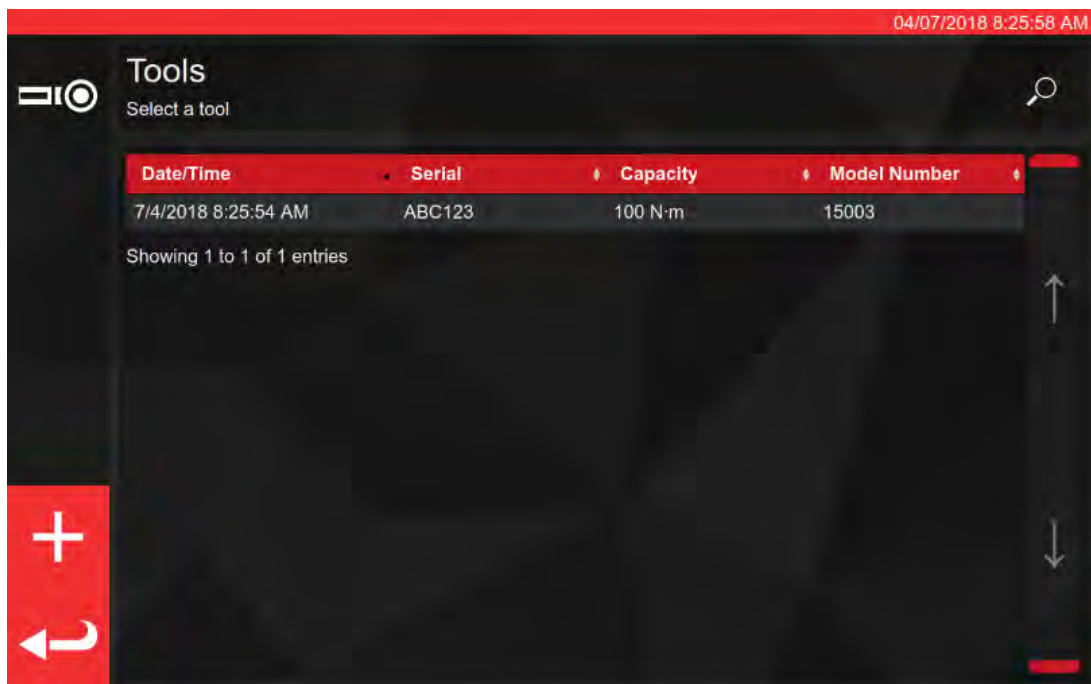 04/07/2018 8:25:58 AM
Tools
Select a tool
Date/Time Serial Capacity Model Number
7/4/2018 8:25:54 AM ABC123 100 N·m 15003
Showing 1 to 1 of 1 entries